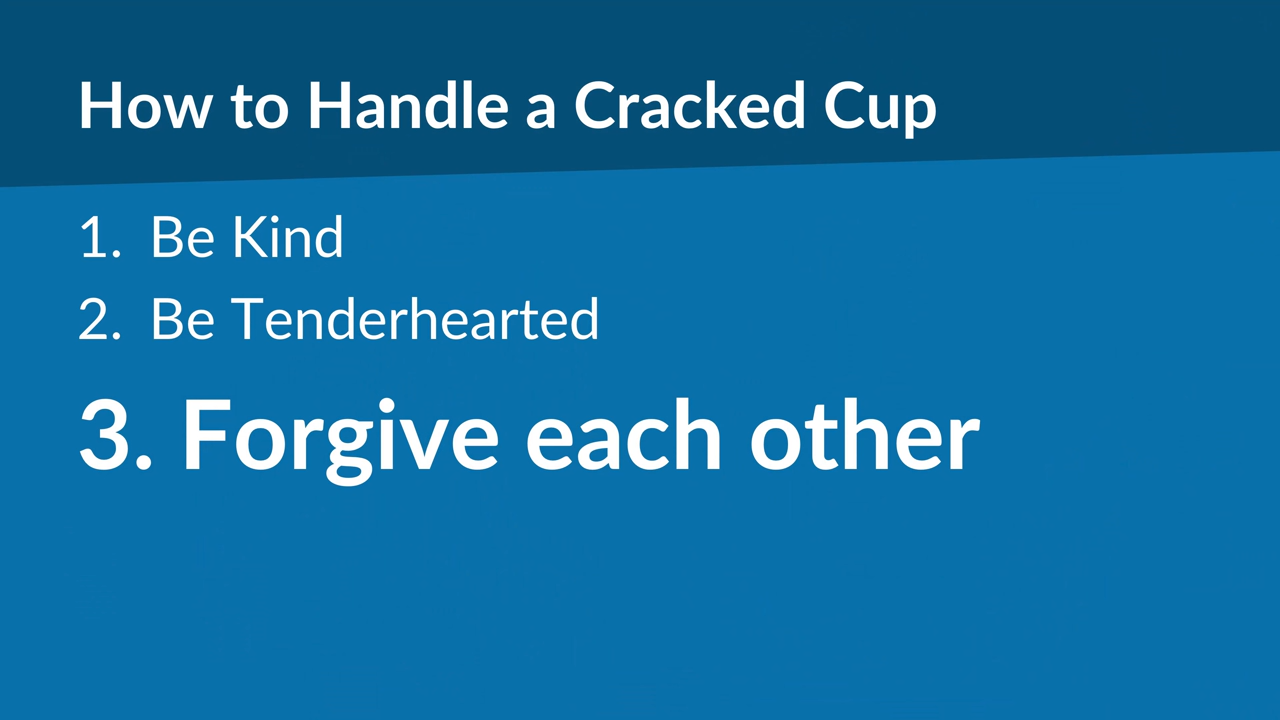 How to Handle a Cracked Cup
1. Be Kind
2. Be Tenderhearted
3. Forgive each other